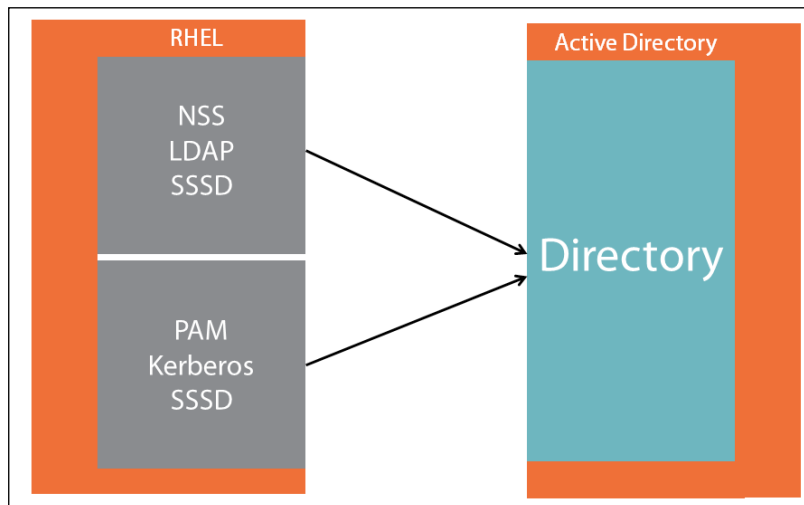 RHEL
NSS
LDAP
SSSD
PAM
Kerberos
SSSD
Active Directory
Directory